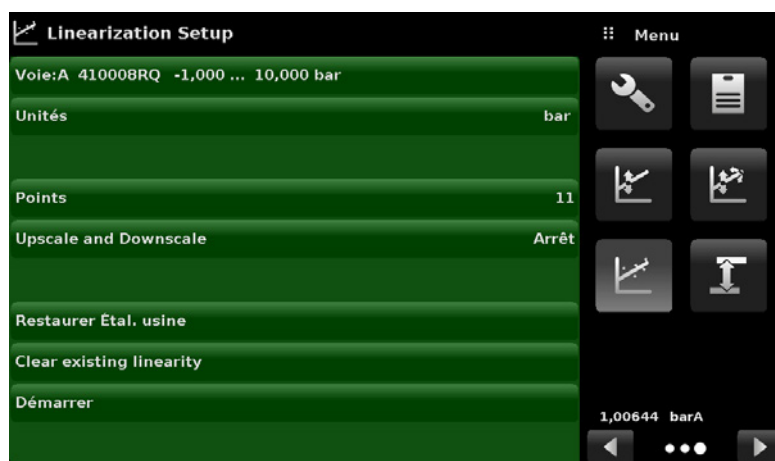 Linearization Setup
Menu
Voie:A 410008RQ -1,000 ... 10,000 bar
Unités bar
Points 11
Upscale and Downscale Arrêt
Restaurer Étal. usine
Clear existing linearity
Démarrer
1,00644 barA